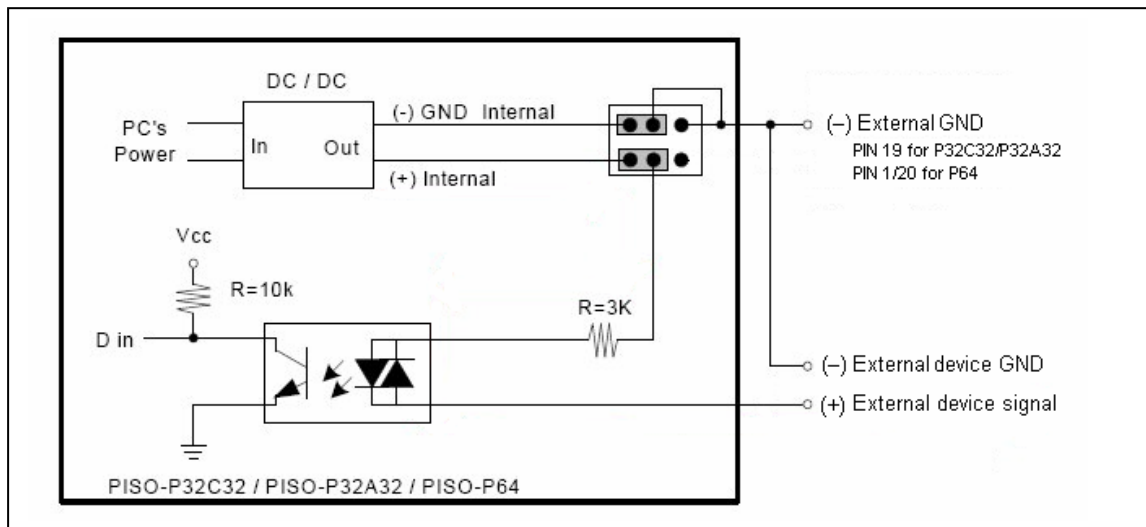 DC / DC
(-) GND Internal
PC's
Power
In
Out
(+) Internal
(–) External GND
PIN 19 for P32C32/P32A32
PIN 1/20 for P64
Vcc
R=10k
R=3K
D in
(–) External device GND
(+) External device signal
PISO-P32C32 / PISO-P32A32 / PISO-P64